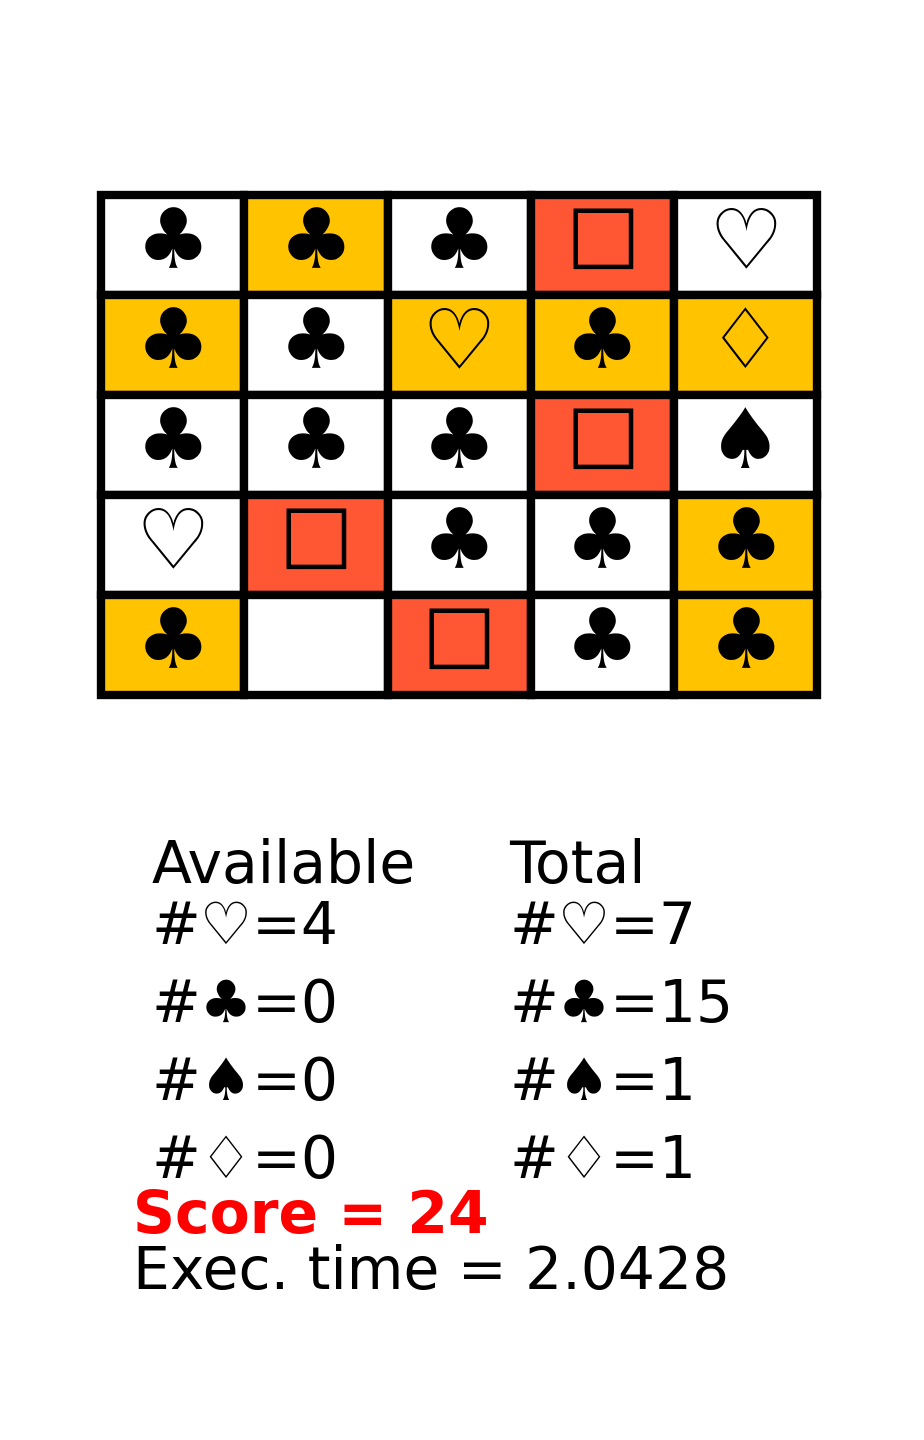 ♣ ♣ ♣ □ ♡
♣ ♣ ♡ ♣ ♢
♣ ♣ ♣ □ ♠
♡ □ ♣ ♣ ♣
♣ □ ♣ ♣
Available Total
#♡=4 #♡=7
#♣=0 #♣=15
#♠=0 #♠=1
#♢=0 #♢=1
Score = 24
Exec. time = 2.0428